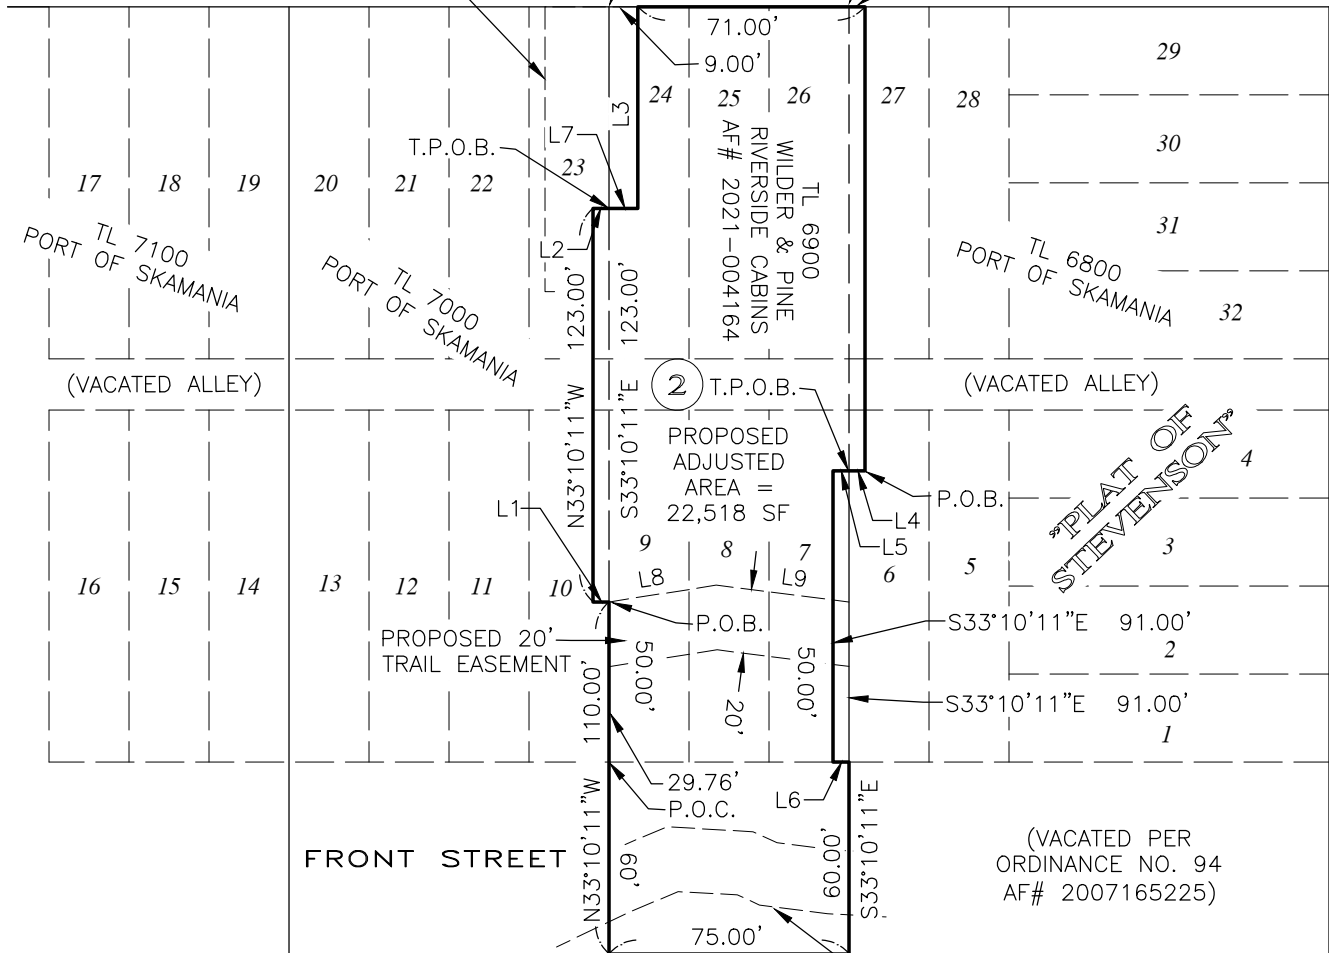 71.00'
9.00'
29
24
25
26
27
28
L3
L7
T.P.O.B.
23
30
17
18
19
20
21
22
TL 6900
WILDER & PINE
RIVERSIDE CABINS
AF# 2021-004164
31
TL 7100
PORT OF SKAMANIA
L2
TL 7000
PORT OF SKAMANIA
TL 6800
PORT OF SKAMANIA
32
N33°10'11"W 123.00'
S33°10'11"E 123.00'
(VACATED ALLEY)
2
T.P.O.B.
(VACATED ALLEY)
PROPOSED
ADJUSTED
AREA =
22,518 SF
"PLAT OF
STEVENSON"
4
P.O.B.
L1
L4
L5
9
8
7
3
L8
L9
6
5
16
15
14
13
12
11
10
P.O.B.
S33°10'11"E 91.00'
PROPOSED 20'
TRAIL EASEMENT
50.00'
50.00'
2
20'
S33°10'11"E 91.00'
1
N33°10'11"W 110.00'
29.76'
P.O.C.
L6
S33°10'11"E
60'
60.00'
FRONT STREET
(VACATED PER
ORDINANCE NO. 94
AF# 2007165225)
75.00'